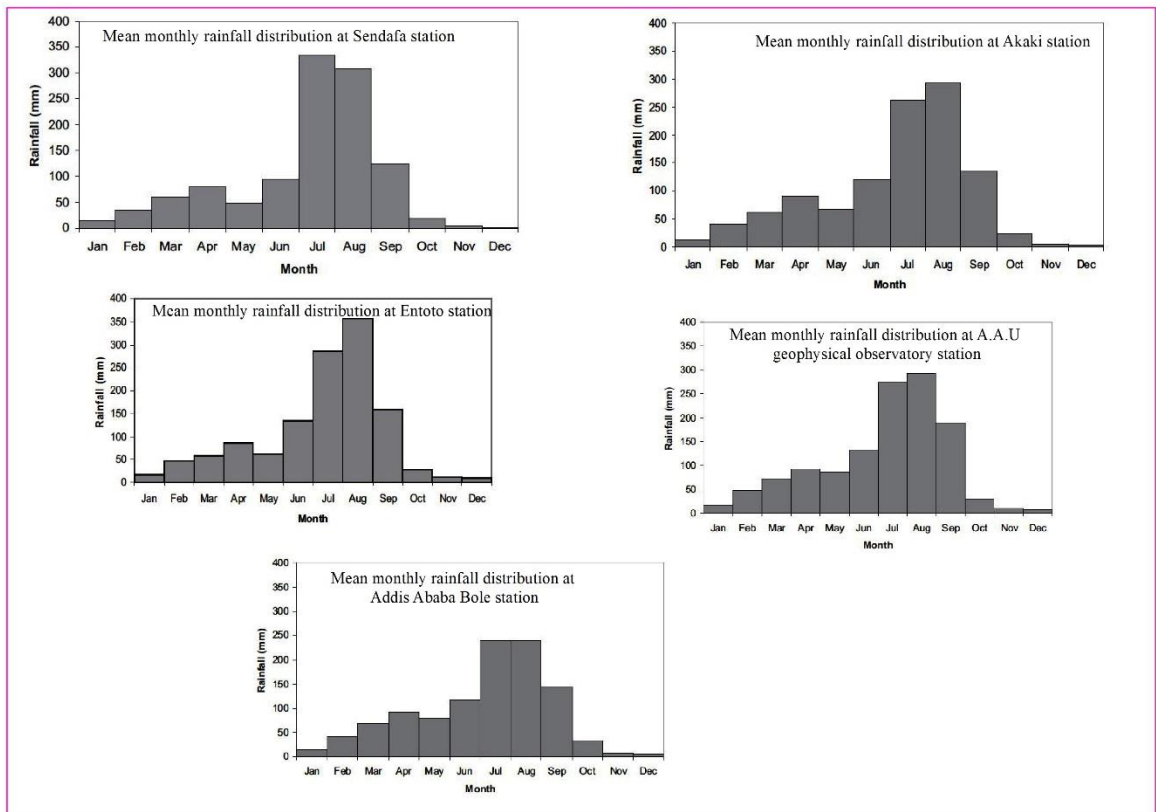 Mean monthly rainfall distribution at Sendafa station
Rainfall (mm)
400
350
300
250
200
150
100
50
0
Jan Feb Mar Apr May Jun Jul Aug Sep Oct Nov Dec
Month
Mean monthly rainfall distribution at Akaki station
Rainfall (mm)
400
350
300
250
200
150
100
50
0
Jan Feb Mar Apr May Jun Jul Aug Sep Oct Nov Dec
Month
Mean monthly rainfall distribution at Entoto station
Rainfall (mm)
400
350
300
250
200
150
100
50
0
Jan Feb Mar Apr May Jun Jul Aug Sep Oct Nov Dec
Month
Mean monthly rainfall distribution at A.A.U
geophysical observatory station
Rainfall (mm)
400
350
300
250
200
150
100
50
0
Jan Feb Mar Apr May Jun Jul Aug Sep Oct Nov Dec
Month
Mean monthly rainfall distribution at
Addis Ababa Bole station
Rainfall (mm)
400
350
300
250
200
150
100
50
0
Jan Feb Mar Apr May Jun Jul Aug Sep Oct Nov Dec
Month